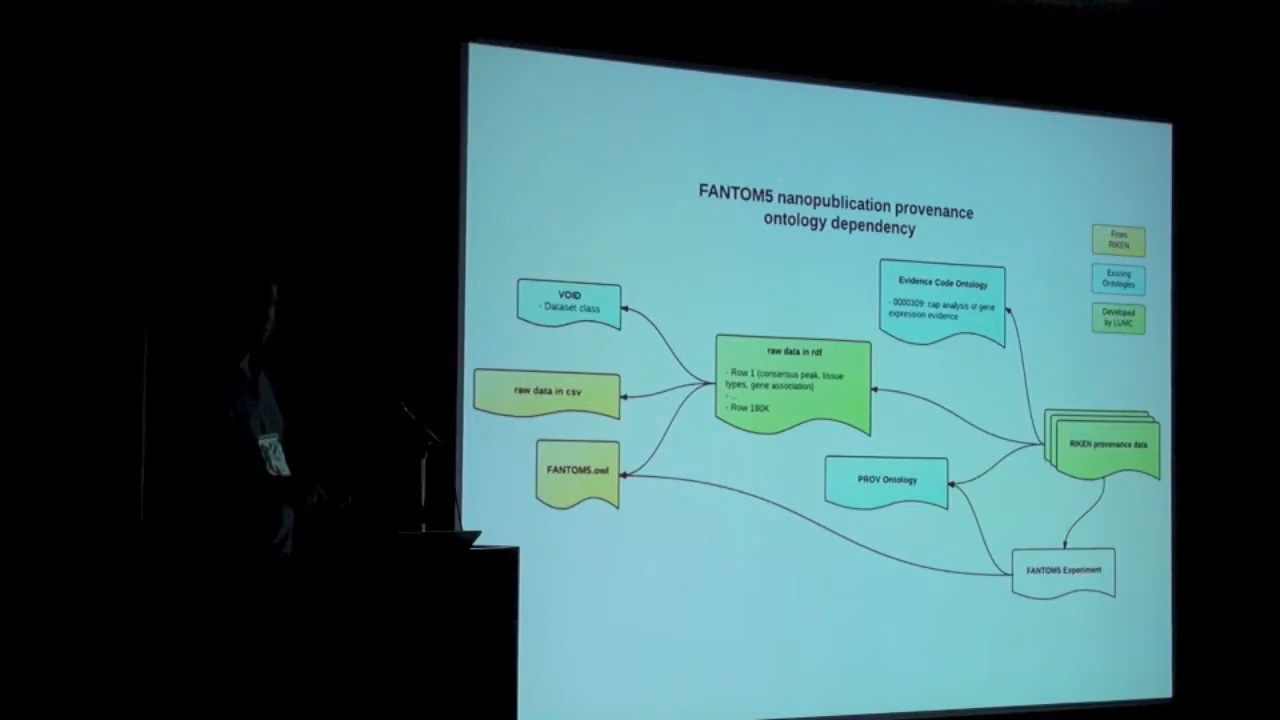 FANTOM5 nanopublication provenance
ontology dependency
From
RIKEN
Existing
Ontologies
Developed
by LUMC
VOID
- Dataset class
Evidence Code Ontology
- 0000309: cap analysis of gene
expression evidence
raw data in rdf
- Row 1 (consensus peak, tissue
types, gene association)
- ...
- Row 180K
raw data in csv
FANTOM5.owl
PROV Ontology
RIKEN provenance data
FANTOM5 Experiment